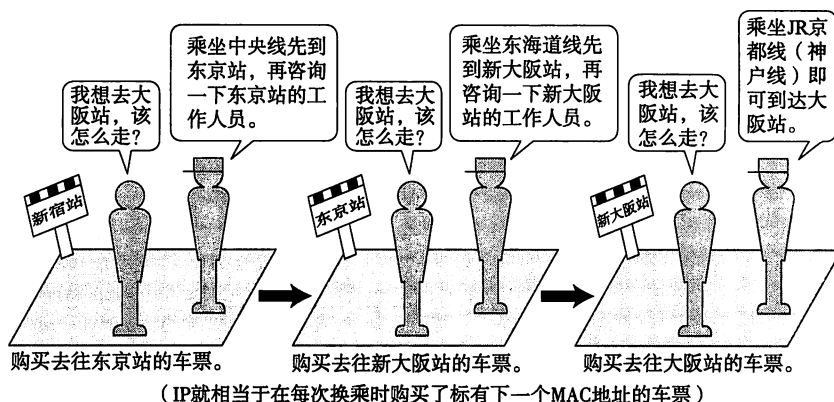 我想去大
阪站，该
怎么走？
乘坐中央线先到
东京站，再咨询
一下东京站的工
作人员。
新宿站
购买去往东京站的车票。
我想去大
阪站，该
怎么走？
乘坐东海道线先
到新大阪站，再
咨询一下新大阪
站的工作人员。
东京站
购买去往新大阪站的车票。
我想去大
阪站，该
怎么走？
乘坐JR京
都线（神
户线）即
可到达大
阪站。
新大阪站
购买去往大阪站的车票。
（IP就相当于在每次换乘时购买了标有下一个MAC地址的车票）